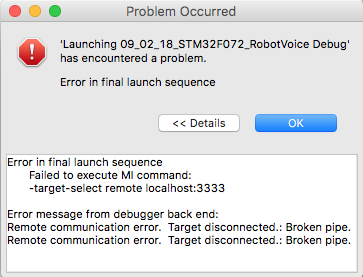 Problem Occurred
'Launching 09_02_18_STM32F072_RobotVoice Debug'
has encountered a problem.
Error in final launch sequence
<< Details
OK
Error in final launch sequence
Failed to execute MI command:
-target-select remote localhost:3333
Error message from debugger back end:
Remote communication error.  Target disconnected.: Broken pipe.
Remote communication error.  Target disconnected.: Broken pipe.